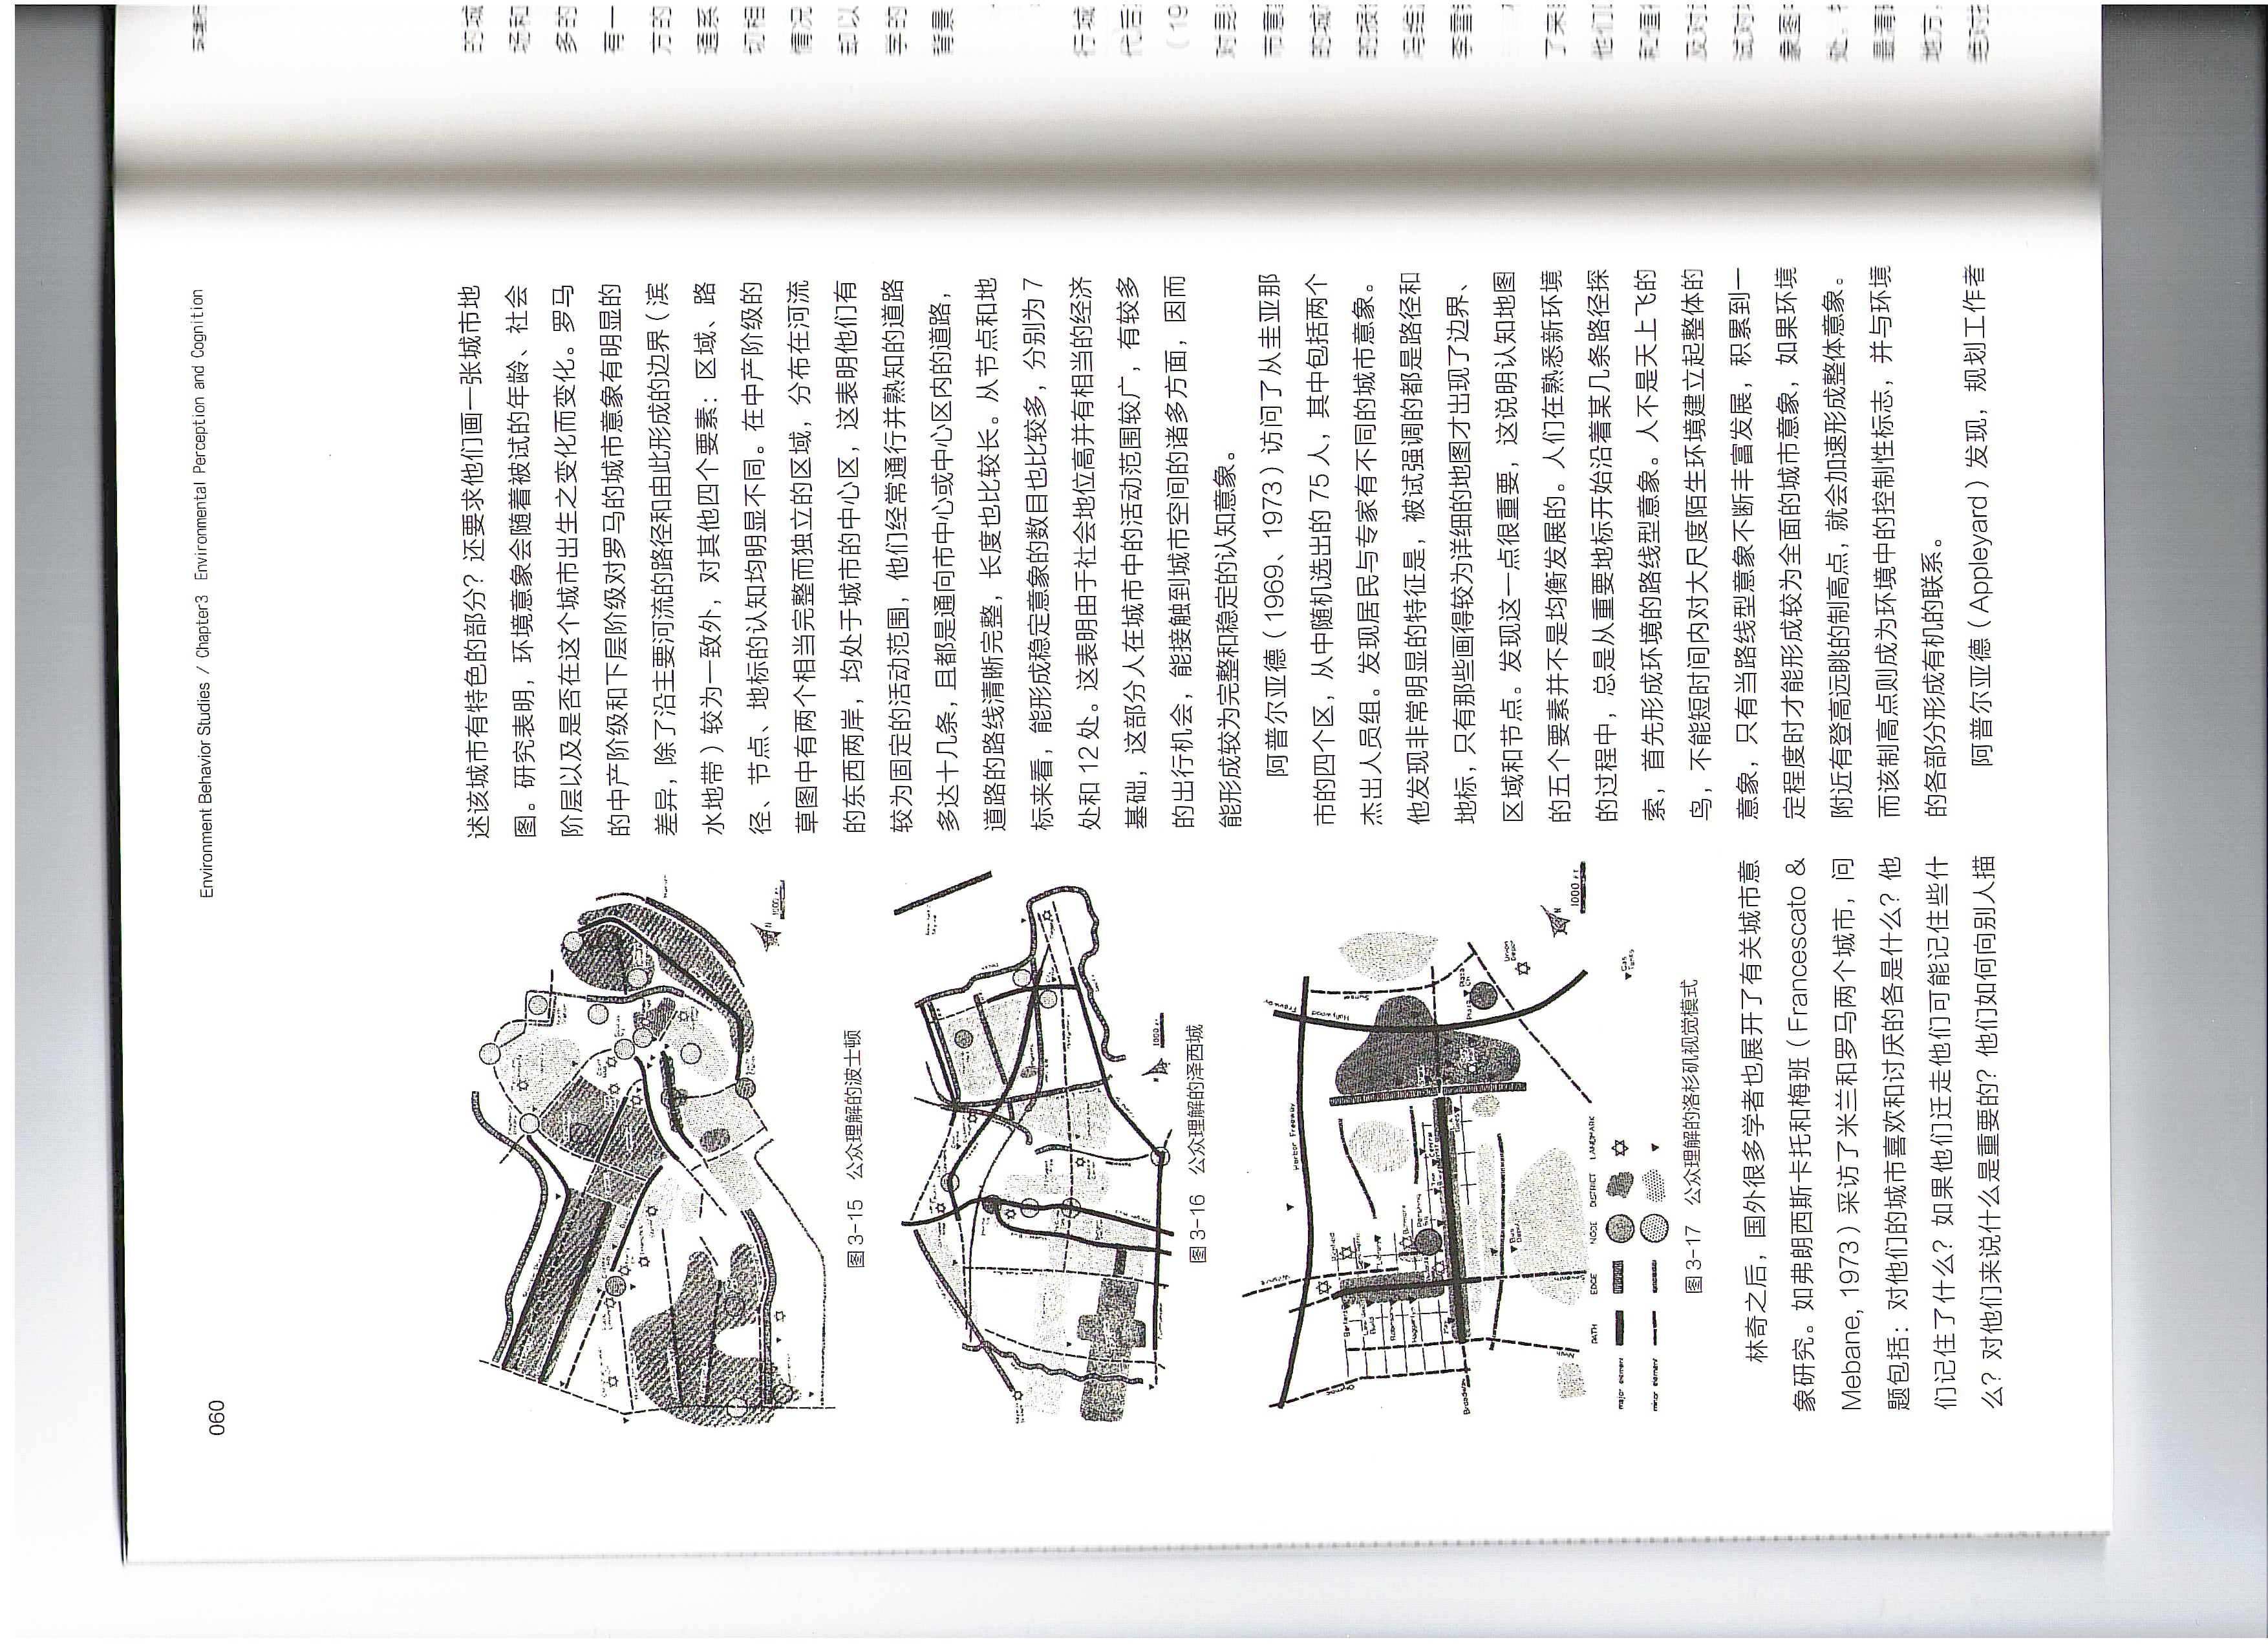 060
Environment Behavior Studies / Chapter3 Environmental Perception and Cognition
1000 FT
图 3-15 公众理解的波士顿
1000 FT
图 3-16 公众理解的泽西城
Harbor Freeway
Broadway
Union
Depot
1000 FT
PATH EDGE NODE DISTRICT LANDMARK
major element
minor element
Gas
Tanks
图 3-17 公众理解的洛杉矶视觉模式
林奇之后，国外很多学者也展开了有关城市意
象研究。如弗朗西斯卡托和梅班（Francescato &
Mebane, 1973）采访了米兰和罗马两个城市，问
题包括：对他们的城市喜欢和讨厌的各是什么？他
们记住了什么？如果他们迁走他们可能记住些什
么？对他们来说什么是重要的？他们如何向别人描
述该城市有特色的部分？还要求他们画一张城市地
图。研究表明，环境意象会随着被试的年龄、社会
阶层以及是否在这个城市出生之变化而变化。罗马
的中产阶级和下层阶级对罗马的城市意象有明显的
差异，除了沿主要河流的路径和由此形成的边界（滨
水地带）较为一致外，对其他四个要素：区域、路
径、节点、地标的认知均明显不同。在中产阶级的
草图中有两个相当完整而独立的区域，分布在河流
的东西两岸，均处于城市的中心区，这表明他们有
较为固定的活动范围，他们经常通行并熟知的道路
多达十几条，且都是通向市中心或中心区内的道路，
道路的路线清晰完整，长度也比较长。从节点和地
标来看，能形成稳定意象的数目也比较多，分别为 7
处和 12 处。这表明由于社会地位高并有相当的经济
基础，这部分人在城市中的活动范围较广，有较多
的出行机会，能接触到城市空间的诸多方面，因而
能形成较为完整和稳定的认知意象。
阿普尔亚德（1969、1973）访问了从圭亚那
市的四个区，从中随机选出的 75 人，其中包括两个
杰出人员组。发现居民与专家有不同的城市意象。
他发现非常明显的特征是，被试强调的都是路径和
地标，只有那些画得较为详细的地图才出现了边界、
区域和节点。发现这一点很重要，这说明认知地图
的五个要素并不是均衡发展的。人们在熟悉新环境
的过程中，总是从重要地标开始沿着某几条路径探
索，首先形成环境的路线型意象。人不是天上飞的
鸟，不能短时间内对大尺度陌生环境建立起整体的
意象，只有当路线型意象不断丰富发展，积累到一
定程度时才能形成较为全面的城市意象，如果环境
附近有登高远眺的制高点，就会加速形成整体意象。
而该制高点则成为环境中的控制性标志，并与环境
的各部分形成有机的联系。
阿普尔亚德（Appleyard）发现，规划工作者